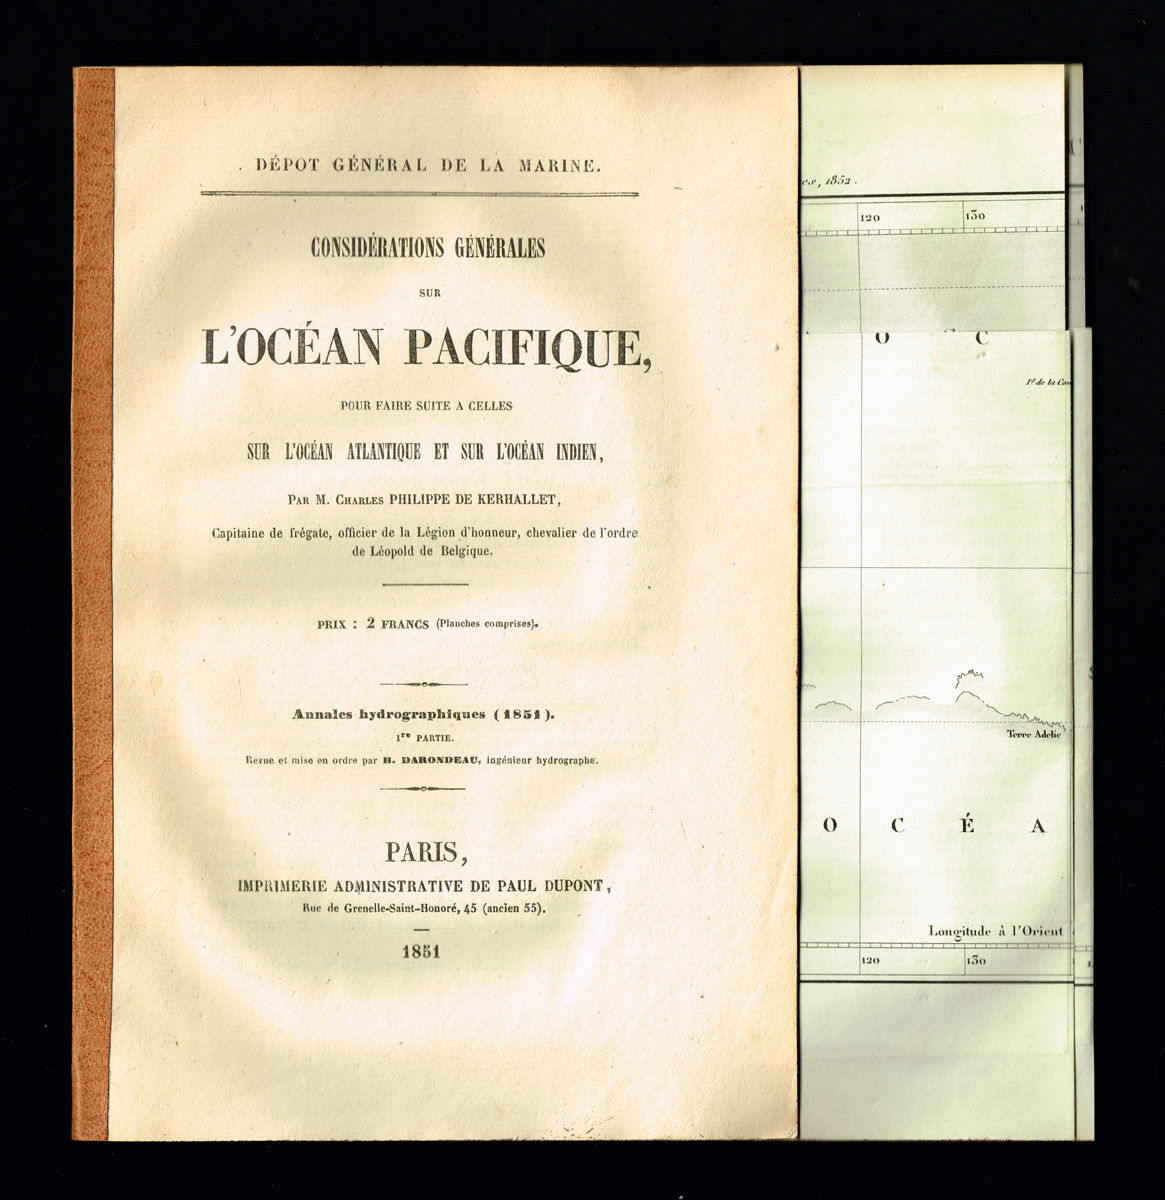 DÉPOT GÉNÉRAL DE LA MARINE.
CONSIDÉRATIONS GÉNÉRALES
SUR
L'OCÉAN PACIFIQUE,
POUR FAIRE SUITE A CELLES
SUR L'OCÉAN ATLANTIQUE ET SUR L'OCÉAN INDIEN,
PAR M. CHARLES PHILIPPE DE KERHALLET,
Capitaine de frégate, officier de la Légion d'honneur, chevalier de l'ordre
de Léopold de Belgique.
PRIX : 2 FRANCS (Planches comprises).
Annales hydrographiques (1851).
1re PARTIE.
Revue et mise en ordre par B. DARONDEAU, ingénieur hydrographe.
PARIS,
IMPRIMERIE ADMINISTRATIVE DE PAUL DUPONT,
Rue de Grenelle-Saint-Honoré, 45 (ancien 55).
1851
1852.
120 130
O C
Id de la
Terre Adelie
O C É A
Longitude à l'Orient
120 130